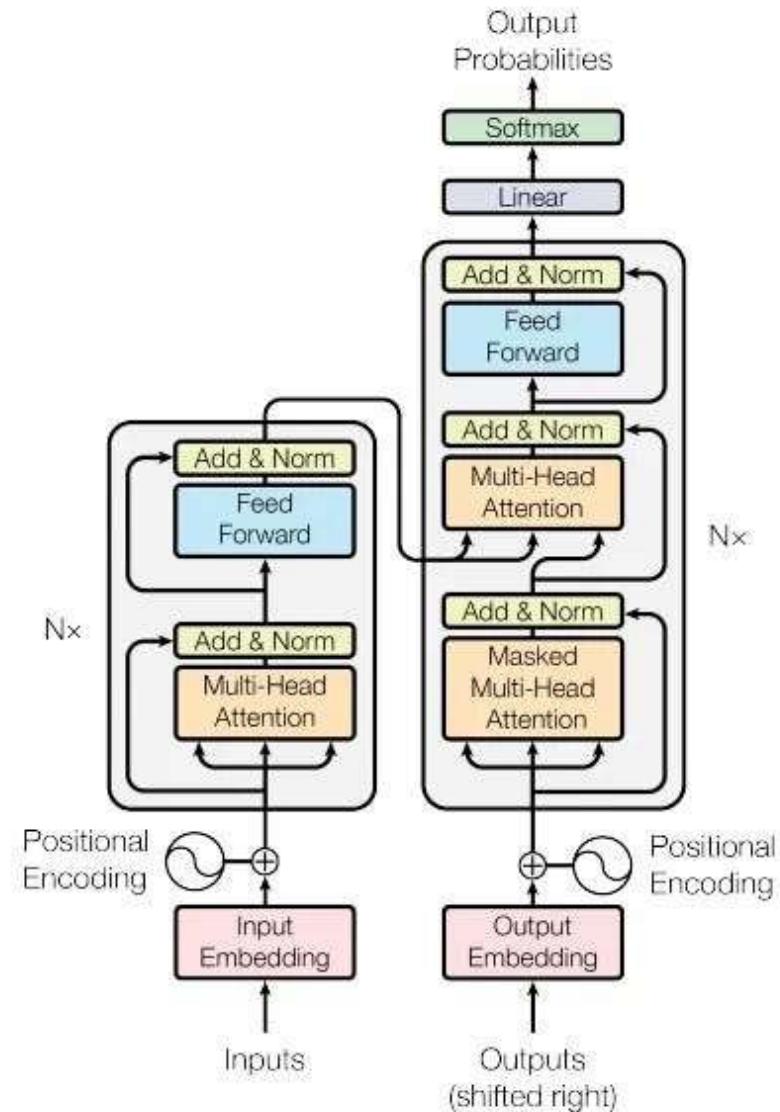 Output
Probabilities
Softmax
Linear
Add & Norm
Feed
Forward
Add & Norm
Multi-Head
Attention
Nx
Add & Norm
Masked
Multi-Head
Attention
Add & Norm
Feed
Forward
Nx
Add & Norm
Multi-Head
Attention
Positional
Encoding
Positional
Encoding
Input
Embedding
Output
Embedding
Inputs
Outputs
(shifted right)